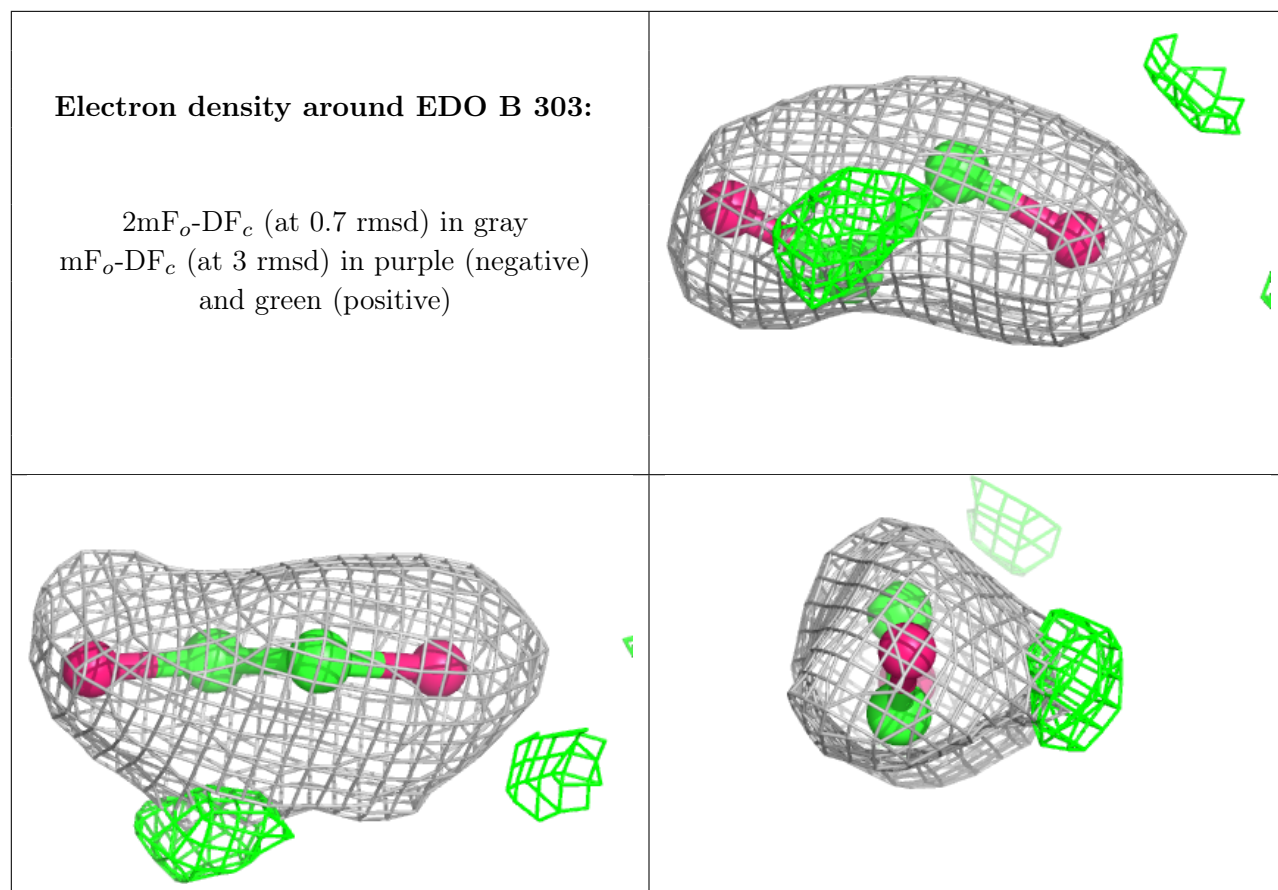 Electron density around EDO B 303:
2mFo-DFc (at 0.7 rmsd) in gray
mFo-DFc (at 3 rmsd) in purple (negative)
and green (positive)